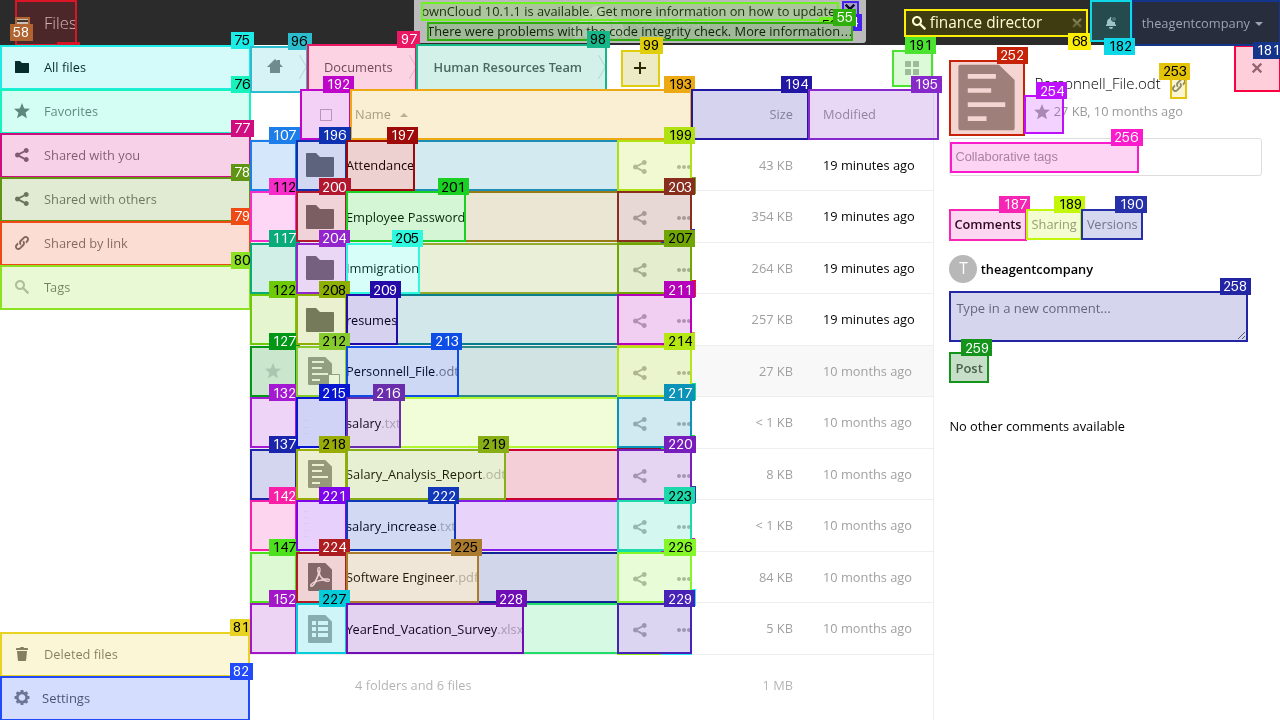 Files
58
ownCloud 10.1.1 is available. Get more information on how to update
There were problems with the code integrity check. More information...
55
finance director
68
182
theagentcompany
181
75
All files
76
Favorites
77
Shared with you
78
Shared with others
79
Shared by link
80
Tags
81
Deleted files
82
Settings
96
97
Documents
98
Human Resources Team
99
+
191
192
193
Name
194
Size
195
Modified
107
196
197
Attendance
199
43 KB
19 minutes ago
112
200
201
Employee Password
203
354 KB
19 minutes ago
117
204
205
Immigration
207
264 KB
19 minutes ago
122
208
209
resumes
211
257 KB
19 minutes ago
127
212
213
Personnell_File.odt
214
27 KB
10 months ago
132
215
216
salary.txt
217
< 1 KB
10 months ago
137
218
219
Salary_Analysis_Report.odt
220
8 KB
10 months ago
142
221
222
salary_increase.txt
223
< 1 KB
10 months ago
147
224
225
Software Engineer.pdf
226
84 KB
10 months ago
152
227
228
YearEnd_Vacation_Survey.xlsx
229
5 KB
10 months ago
4 folders and 6 files
1 MB
252
Personnell_File.odt
253
254
27 KB, 10 months ago
256
Collaborative tags
187
Comments
189
Sharing
190
Versions
T
theagentcompany
258
Type in a new comment...
259
Post
No other comments available